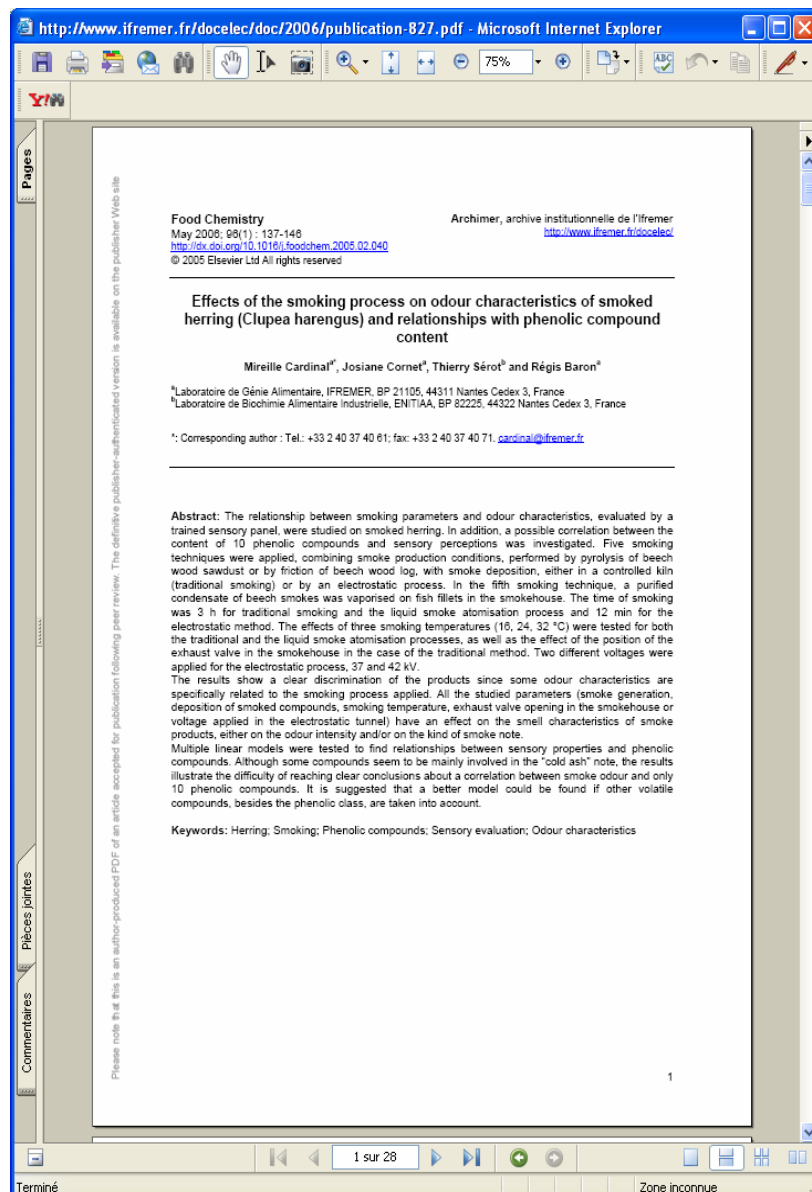 http://www.ifremer.fr/docelec/doc/2006/publication-827.pdf - Microsoft Internet Explorer
75%
ABC
Y!
Pages
Pièces jointes
Commentaires
Please note that this is an author-produced PDF of an article accepted for publication following peer review. The definitive publisher-authenticated version is available on the publisher Web site
Food Chemistry
May 2006; 96(1) : 137-146
http://dx.doi.org/10.1016/j.foodchem.2005.02.040
© 2005 Elsevier Ltd All rights reserved
Archimer, archive institutionnelle de l'Ifremer
http://www.ifremer.fr/docelec/
Effects of the smoking process on odour characteristics of smoked
herring (Clupea harengus) and relationships with phenolic compound
content
Mireille Cardinal a*, Josiane Cornet a, Thierry Sérot b and Régis Baron a
a Laboratoire de Génie Alimentaire, IFREMER, BP 21105, 44311 Nantes Cedex 3, France
b Laboratoire de Biochimie Alimentaire Industrielle, ENITIAA, BP 82225, 44322 Nantes Cedex 3, France
*: Corresponding author : Tel.: +33 2 40 37 40 61; fax: +33 2 40 37 40 71. cardinal@ifremer.fr
Abstract: The relationship between smoking parameters and odour characteristics, evaluated by a
trained sensory panel, were studied on smoked herring. In addition, a possible correlation between the
content of 10 phenolic compounds and sensory perceptions was investigated. Five smoking
techniques were applied, combining smoke production conditions, performed by pyrolysis of beech
wood sawdust or by friction of beech wood log, with smoke deposition, either in a controlled kiln
(traditional smoking) or by an electrostatic process. In the fifth smoking technique, a purified
condensate of beech smokes was vaporised on fish fillets in the smokehouse. The time of smoking
was 3 h for traditional smoking and the liquid smoke atomisation process and 12 min for the
electrostatic method. The effects of three smoking temperatures (16, 24, 32 °C) were tested for both
the traditional and the liquid smoke atomisation processes, as well as the effect of the position of the
exhaust valve in the smokehouse in the case of the traditional method. Two different voltages were
applied for the electrostatic process, 37 and 42 kV.
The results show a clear discrimination of the products since some odour characteristics are
specifically related to the smoking process applied. All the studied parameters (smoke generation,
deposition of smoked compounds, smoking temperature, exhaust valve opening in the smokehouse or
voltage applied in the electrostatic tunnel) have an effect on the smell characteristics of smoke
products, either on the odour intensity and/or on the kind of smoke note.
Multiple linear models were tested to find relationships between sensory properties and phenolic
compounds. Although some compounds seem to be mainly involved in the "cold ash" note, the results
illustrate the difficulty of reaching clear conclusions about a correlation between smoke odour and only
10 phenolic compounds. It is suggested that a better model could be found if other volatile
compounds, besides the phenolic class, are taken into account.
Keywords: Herring; Smoking; Phenolic compounds; Sensory evaluation; Odour characteristics
1
1 sur 28
Terminé
Zone inconnue